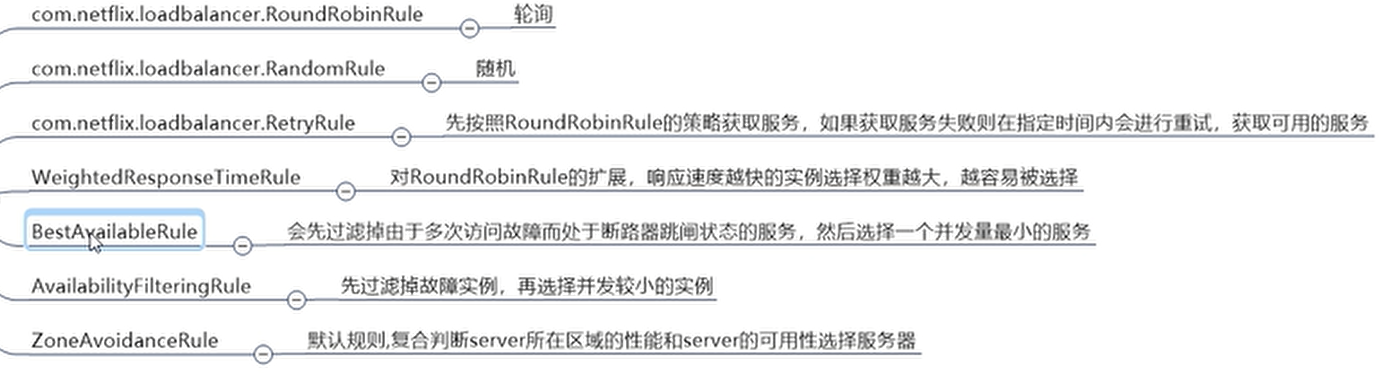 com.netflix.loadbalancer.RoundRobinRule 轮询
com.netflix.loadbalancer.RandomRule 随机
com.netflix.loadbalancer.RetryRule 先按照RoundRobinRule的策略获取服务，如果获取服务失败则在指定时间内会进行重试，获取可用的服务
WeightedResponseTimeRule 对RoundRobinRule的扩展，响应速度越快的实例选择权重越大，越容易被选择
BestAvailableRule 会先过滤掉由于多次访问故障而处于断路器跳闸状态的服务，然后选择一个并发量最小的服务
AvailabilityFilteringRule 先过滤掉故障实例，再选择并发较小的实例
ZoneAvoidanceRule 默认规则,复合判断server所在区域的性能和server的可用性选择服务器